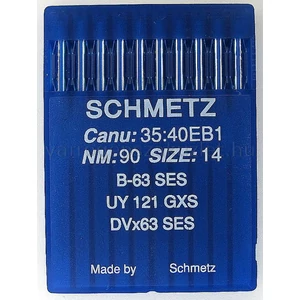 SCHMETZ
Canu: 35:40EB1
NM: 90 SIZE: 14
B-63 SES
UY 121 GXS
DVx63 SES
Made by Schmetz